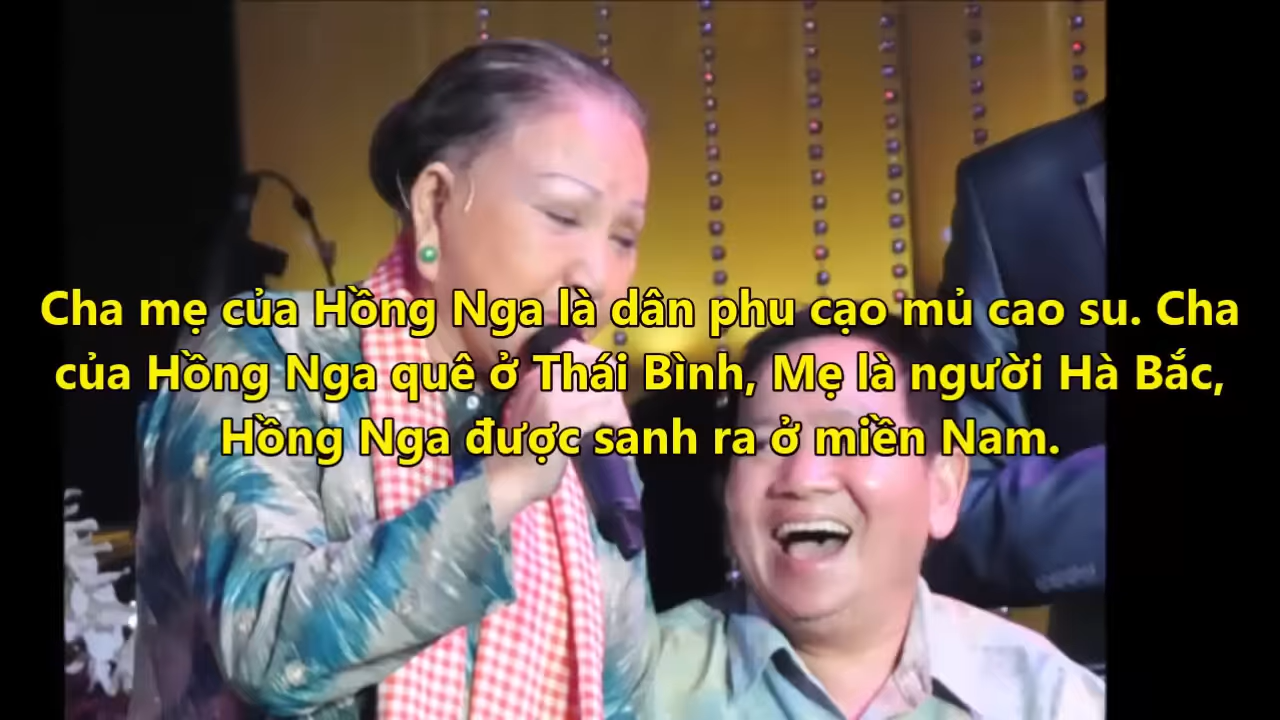 Cha mẹ của Hồng Nga là dân phu cạo mủ cao su. Cha
của Hồng Nga quê ở Thái Bình, Mẹ là người Hà Bắc,
Hồng Nga được sanh ra ở miền Nam.